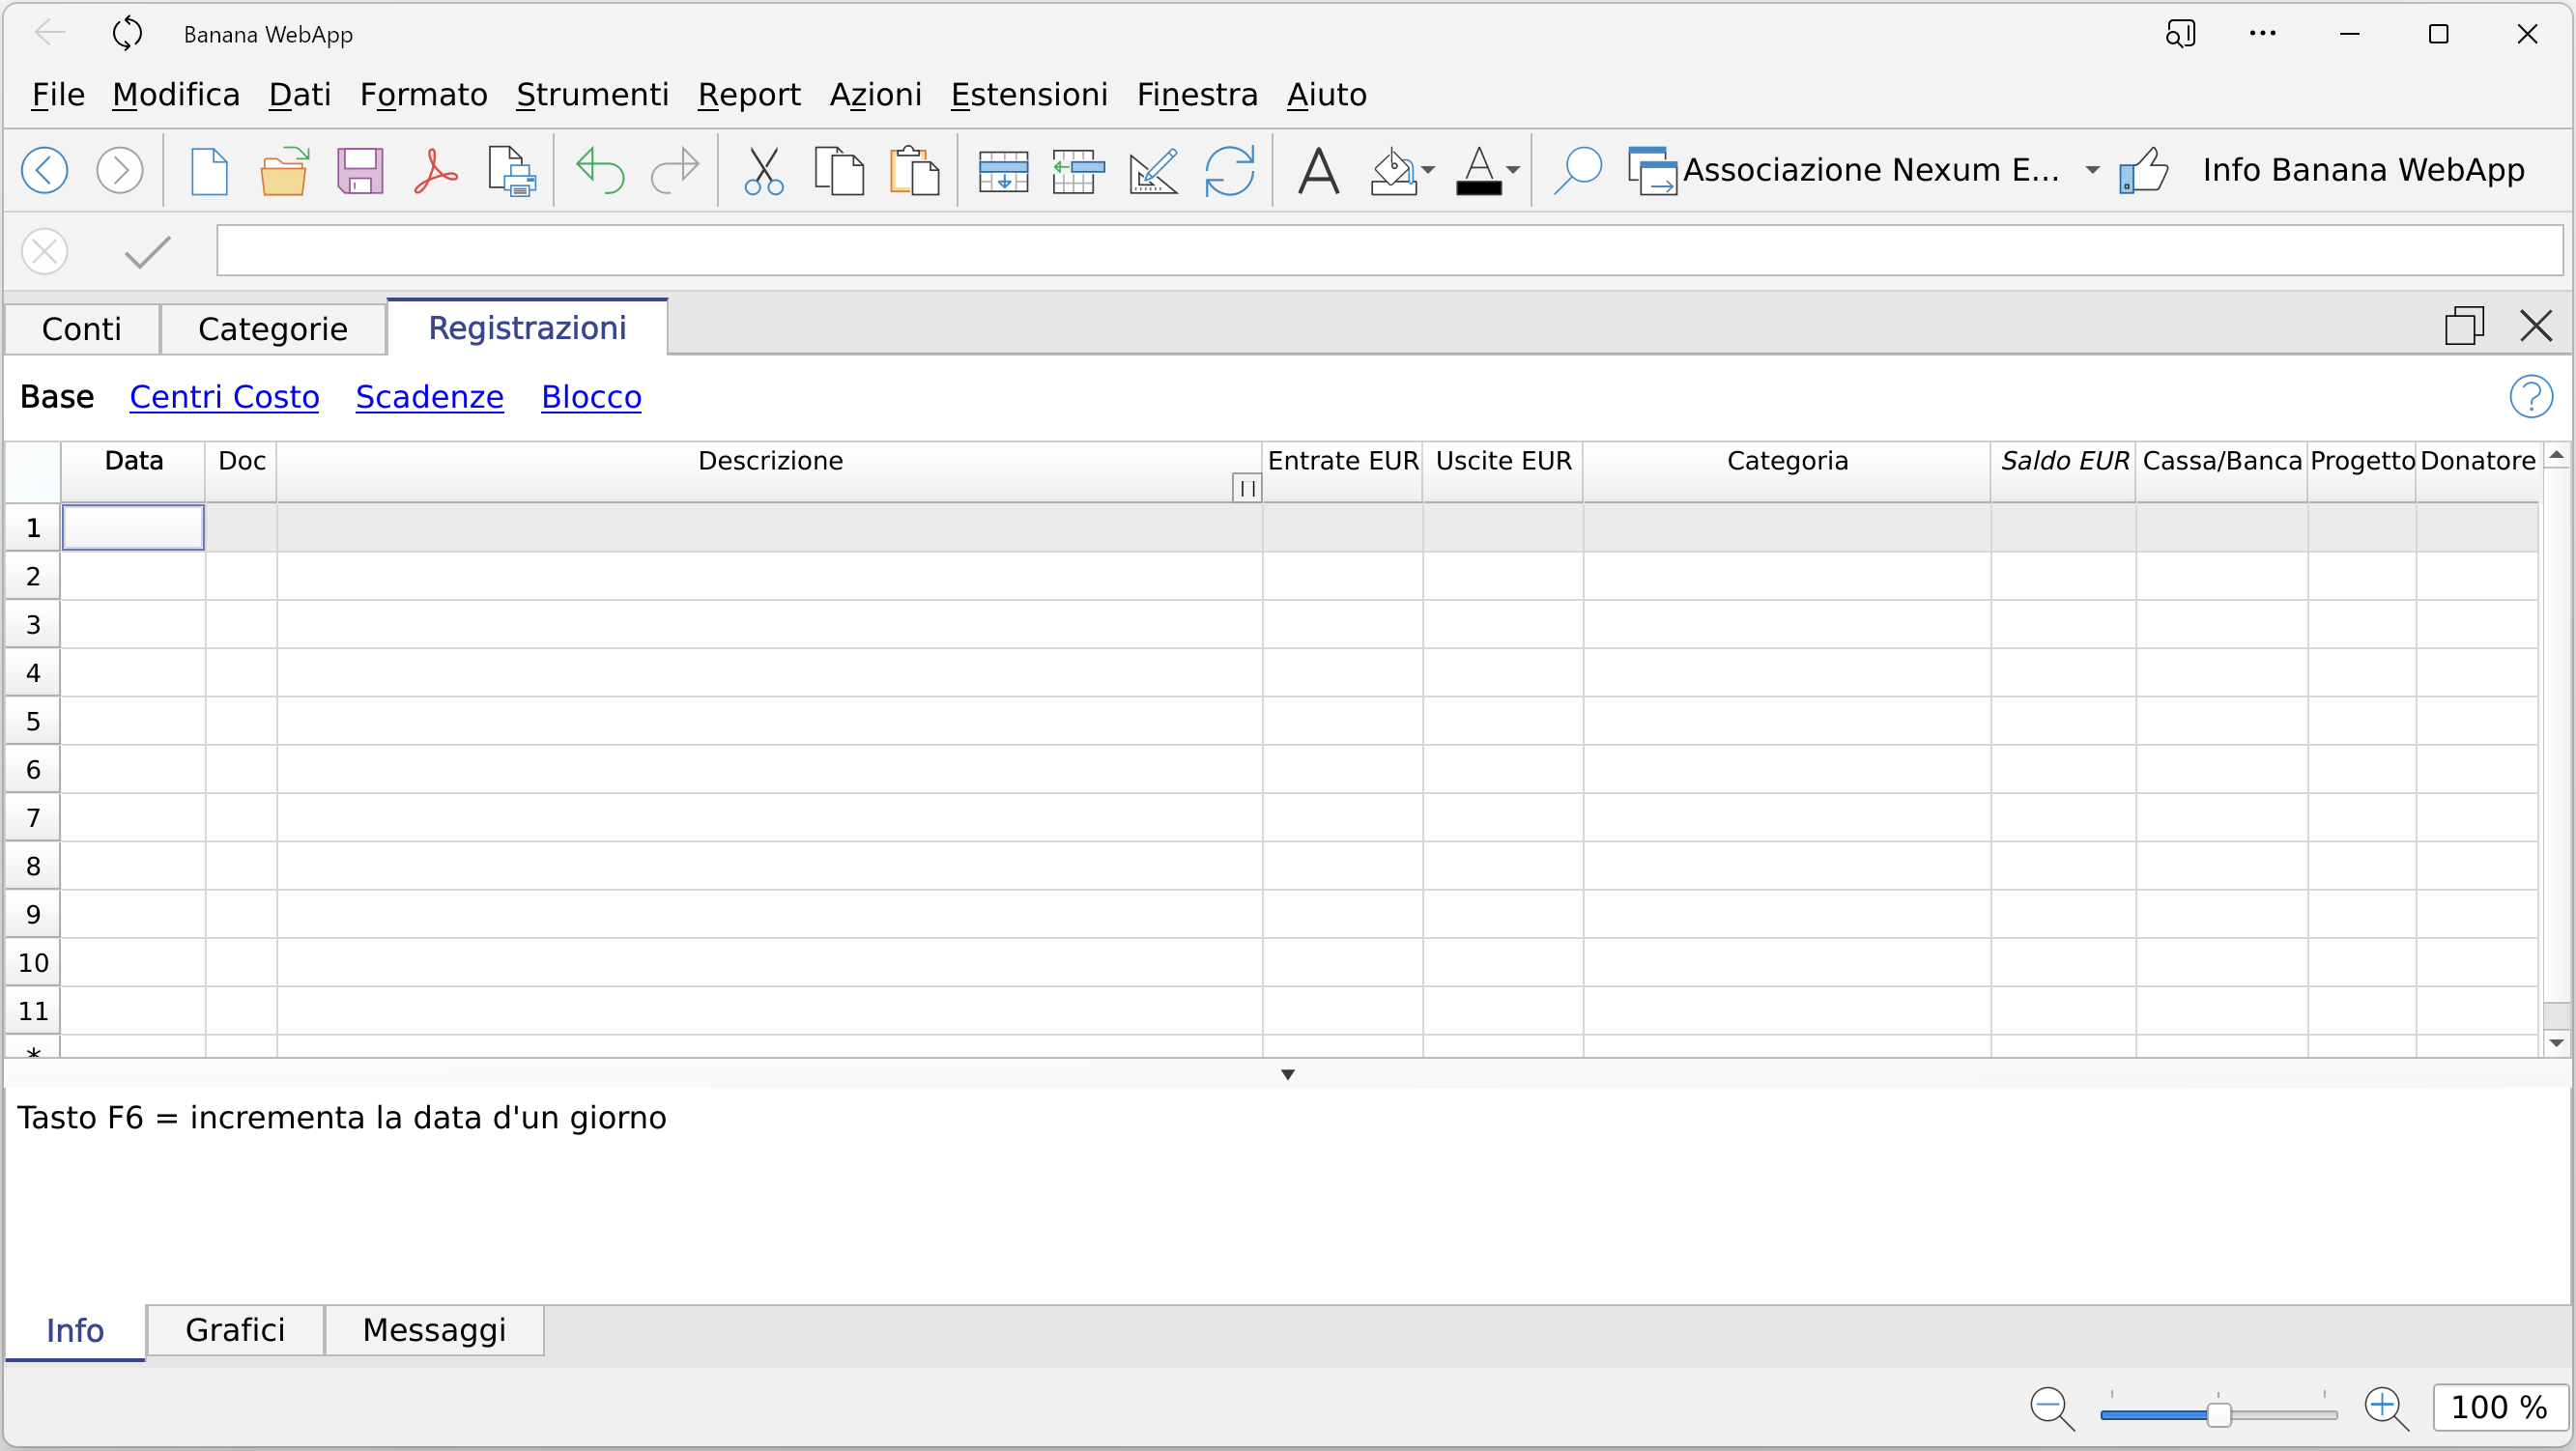 Banana WebApp
File Modifica Dati Formato Strumenti Report Azioni Estensioni Finestra Aiuto
Associazione Nexum E... Info Banana WebApp
Conti Categorie Registrazioni
Base Centri Costo Scadenze Blocco
Data Doc Descrizione Entrate EUR Uscite EUR Categoria Saldo EUR Cassa/Banca Progetto Donatore
1
2
3
4
5
6
7
8
9
10
11
*
Tasto F6 = incrementa la data d'un giorno
Info Grafici Messaggi
100 %